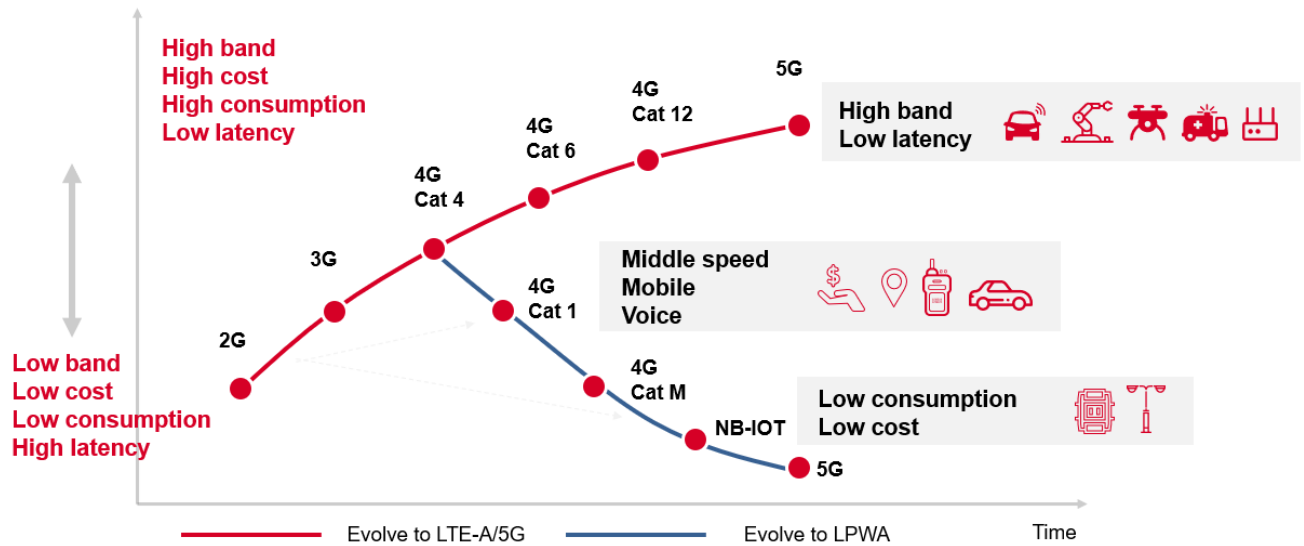 High band
High cost
High consumption
Low latency
Low band
Low cost
Low consumption
High latency
2G
3G
4G
Cat 4
4G
Cat 6
4G
Cat 12
5G
High band
Low latency
4G
Cat 1
Middle speed
Mobile
Voice
$
4G
Cat M
NB-IOT
5G
Low consumption
Low cost
Evolve to LTE-A/5G
Evolve to LPWA
Time